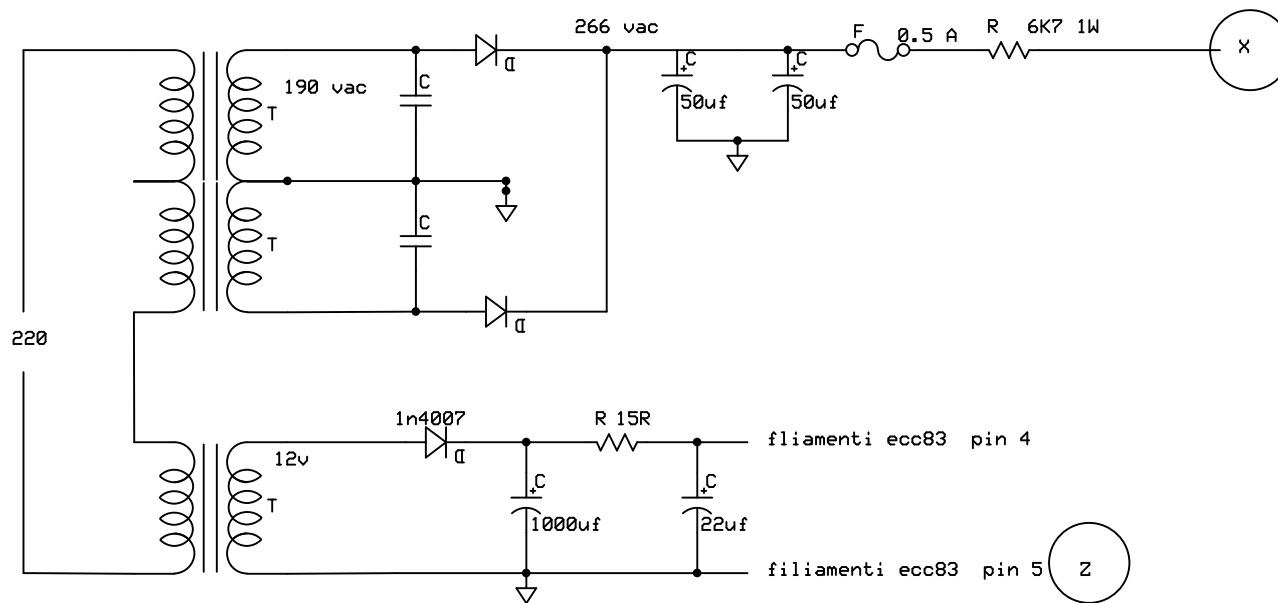 266 vac
F 0.5 A
R 6K7 1W
X
D
C
C
50uf
50uf
190 vac
C
T
C
T
D
220
1n4007
R 15R
fliamenti ecc83 pin 4
D
12v
T
C
1000uf
C
22uf
filiamenti ecc83 pin 5
Z